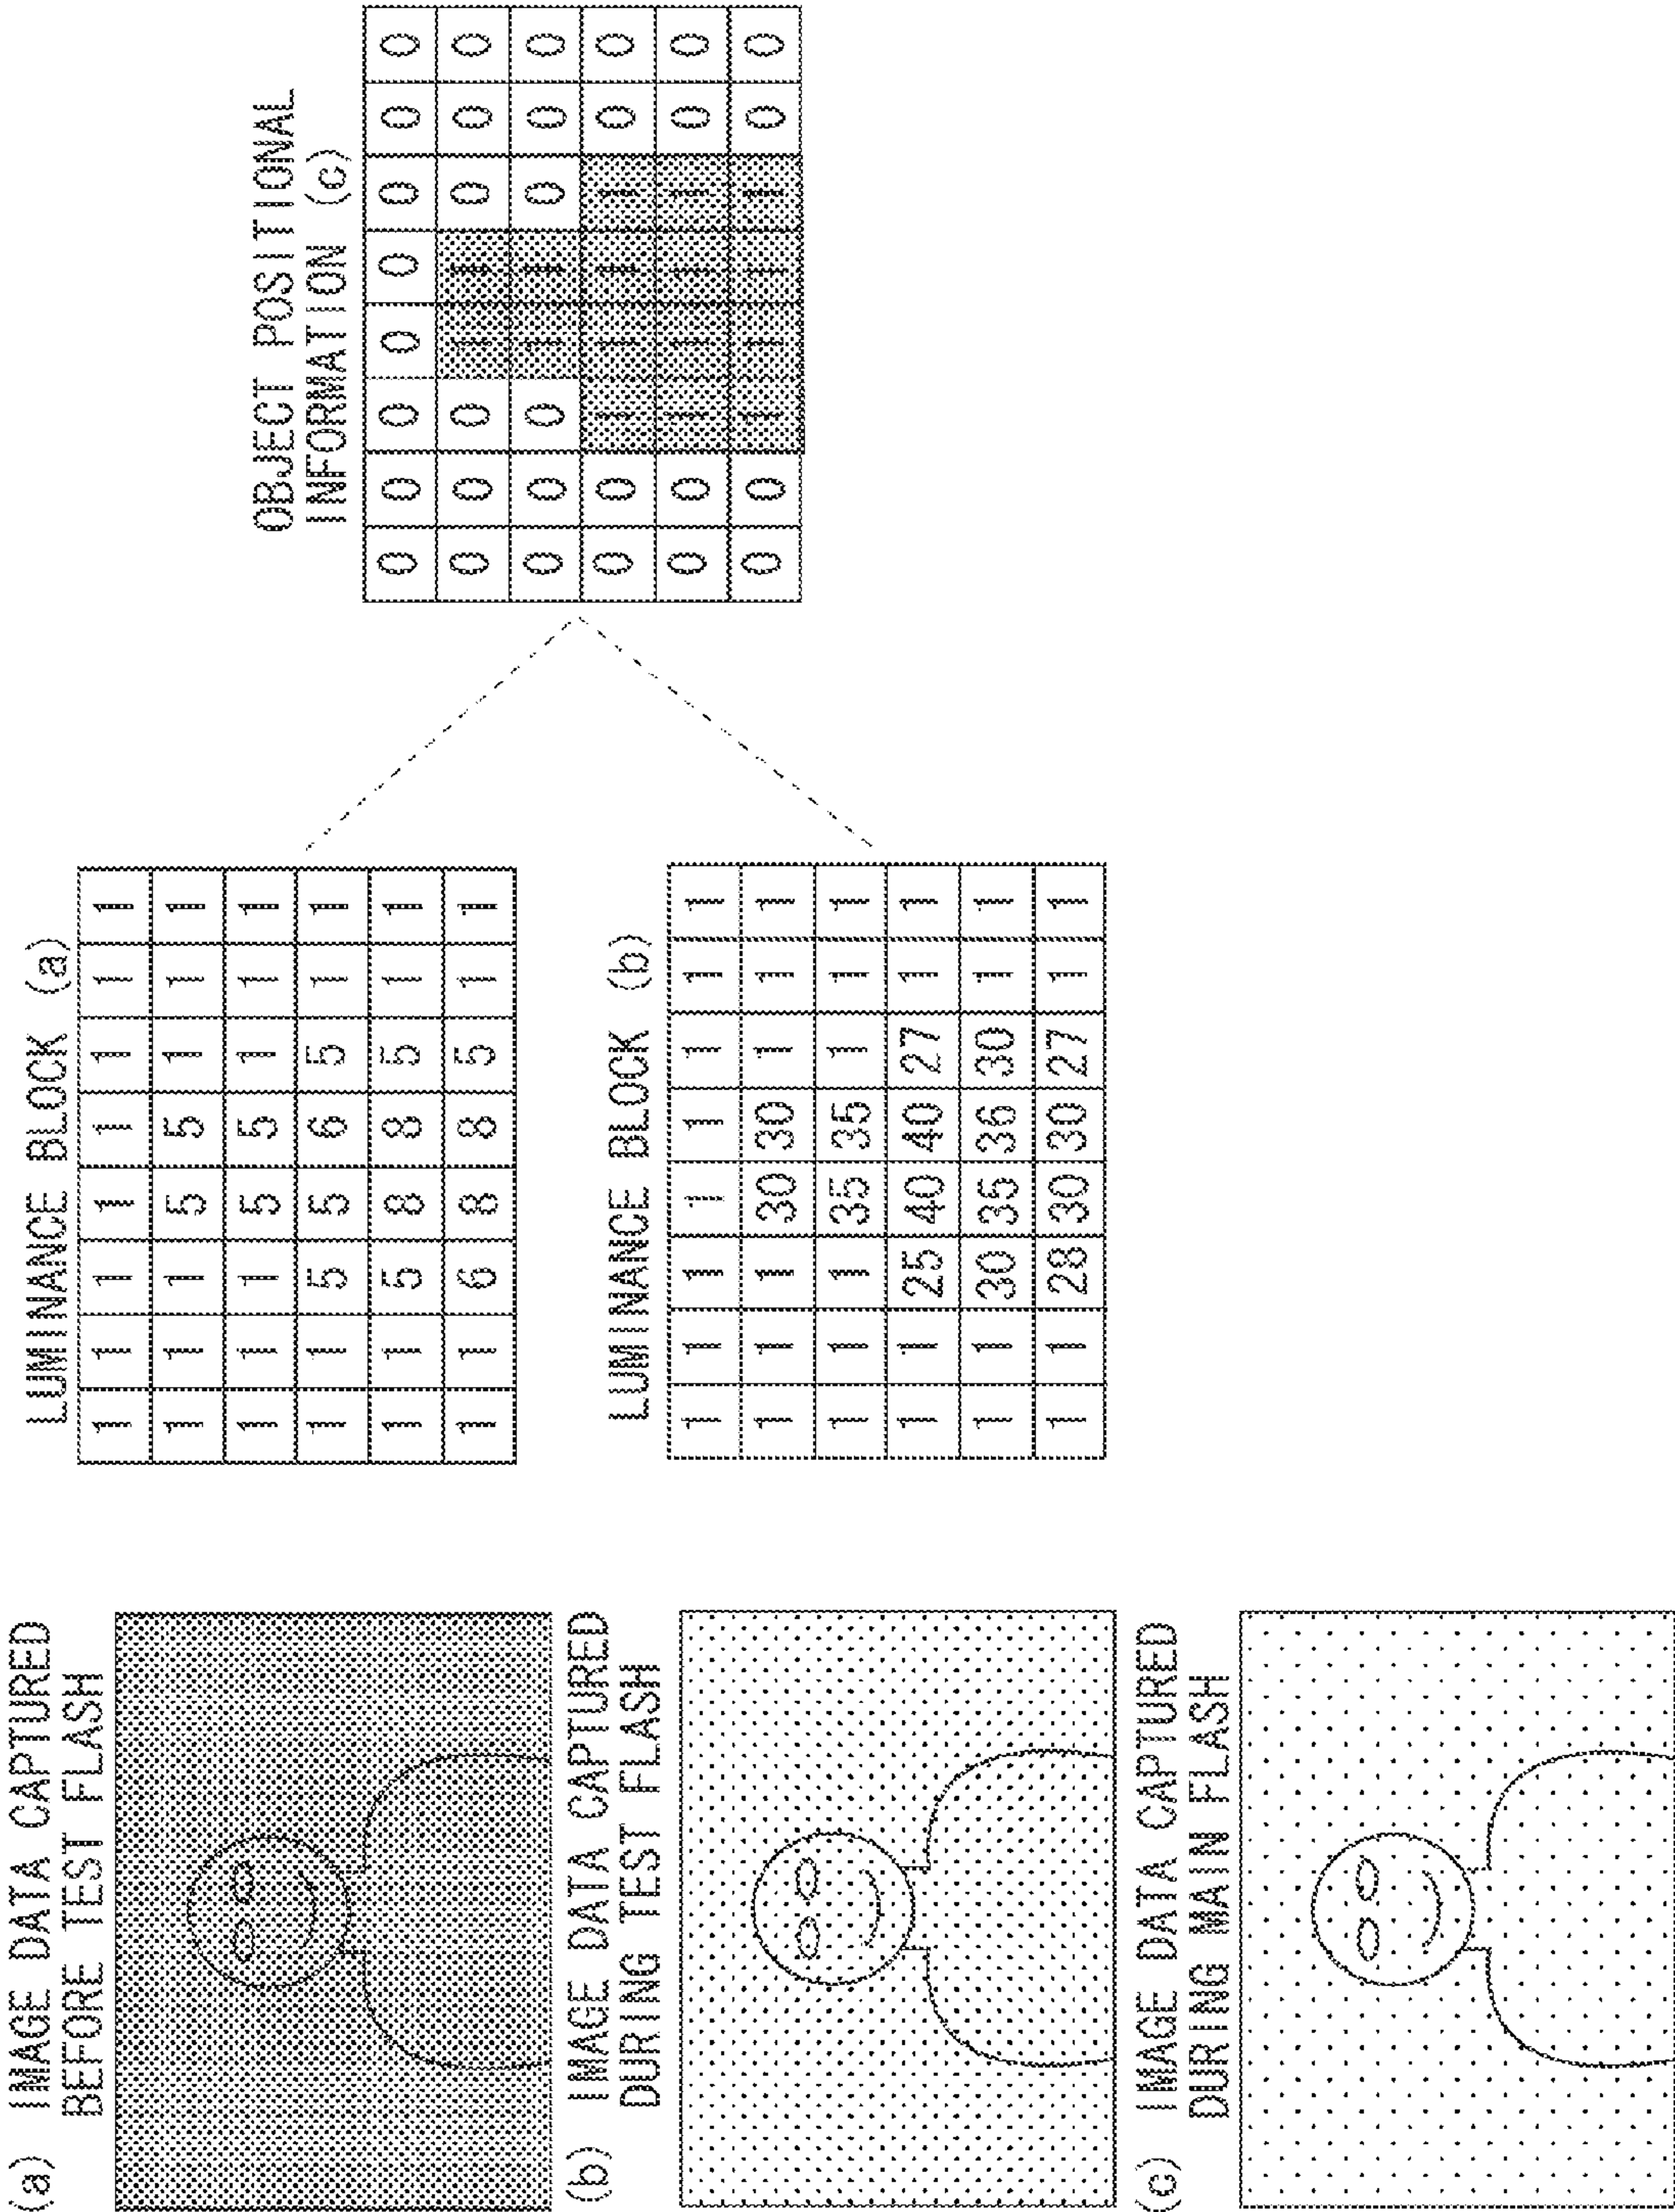 (a) IMAGE DATA CAPTURED
BEFORE TEST FLASH
(b) IMAGE DATA CAPTURED
DURING TEST FLASH
(c) IMAGE DATA CAPTURED
DURING MAIN FLASH
LUMINANCE BLOCK (a)
1 1 1 1 1 1 1 1
1 1 1 5 5 1 1 1
1 1 1 5 5 1 1 1
1 1 5 5 6 5 1 1
1 1 5 8 8 5 1 1
1 1 6 8 8 5 1 1
LUMINANCE BLOCK (b)
1 1 1 1 1 1 1 1
1 1 1 30 30 1 1 1
1 1 1 35 35 1 1 1
1 1 25 40 40 27 1 1
1 1 30 35 36 30 1 1
1 1 28 30 30 27 1 1
OBJECT POSITIONAL
INFORMATION (c)
0 0 0 0 0 0 0 0
0 0 0 1 1 0 0 0
0 0 0 1 1 0 0 0
0 0 1 1 1 1 0 0
0 0 1 1 1 1 0 0
0 0 1 1 1 1 0 0